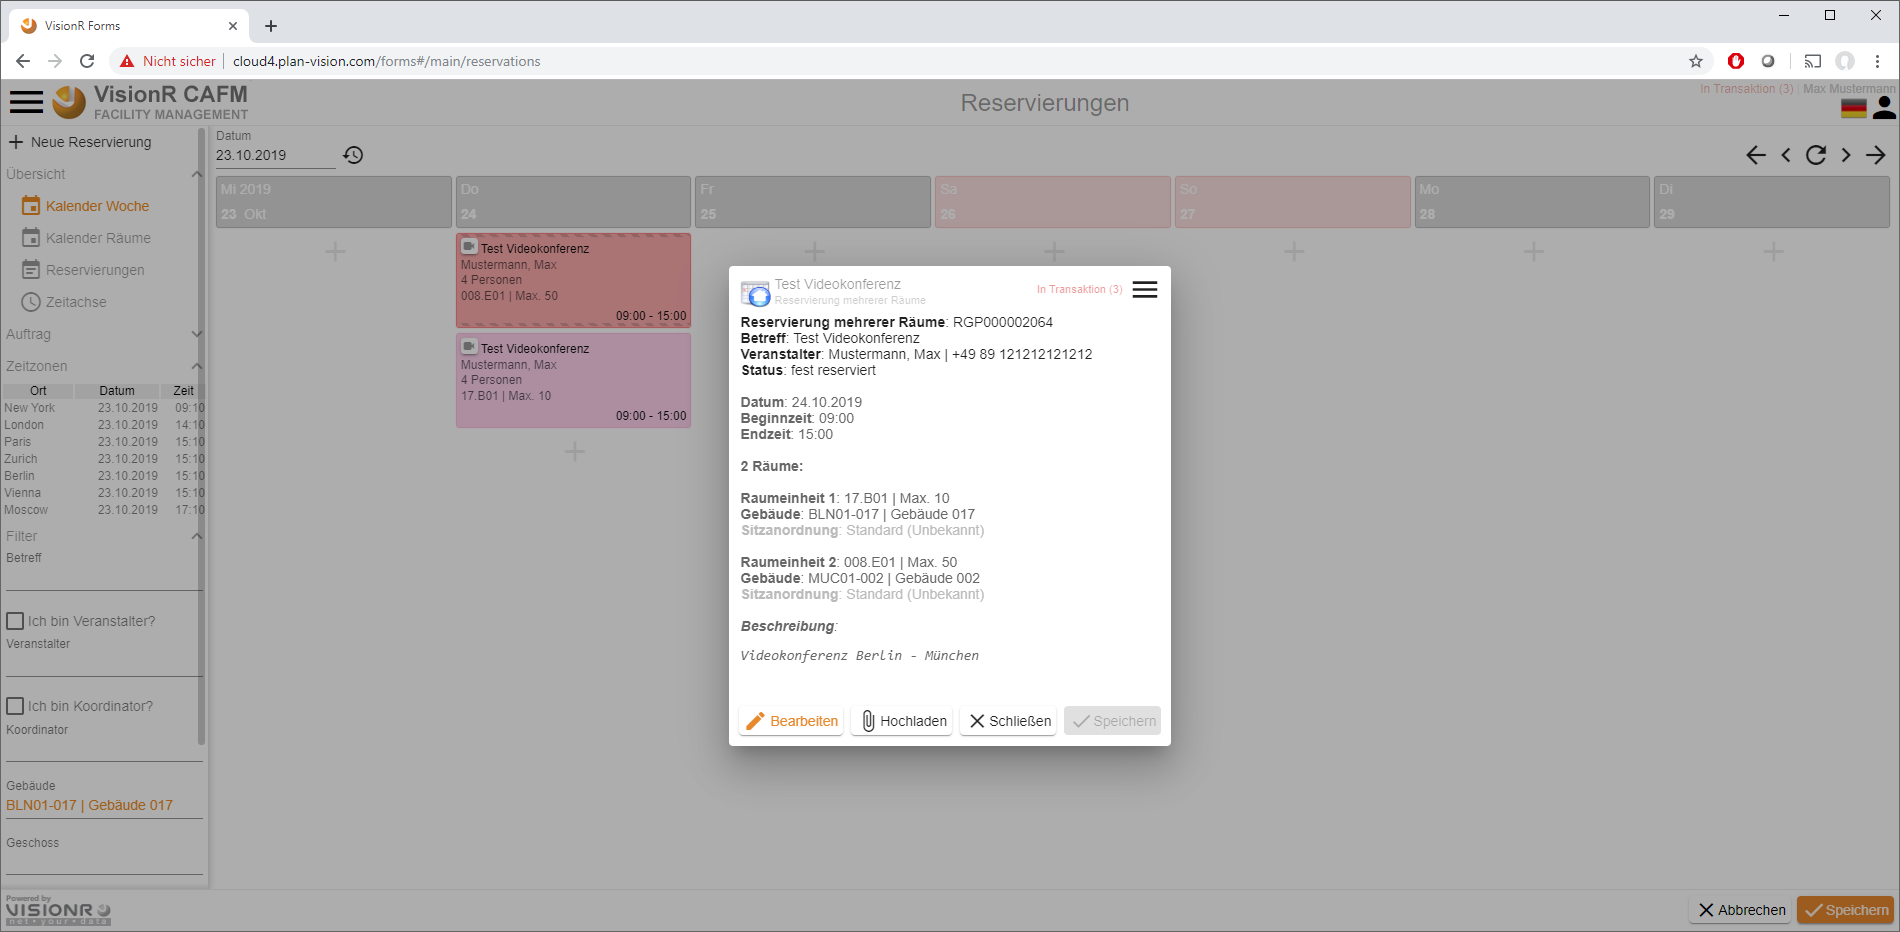 VisionR Forms
Nicht sicher | cloud4.plan-vision.com/forms#/main/reservations
VisionR CAFM
FACILITY MANAGEMENT
Reservierungen
In Transaktion (3) | Max Mustermann
Neue Reservierung
Übersicht
Kalender Woche
Kalender Räume
Reservierungen
Zeitachse
Auftrag
Zeitzonen
Ort Datum Zeit
New York 23.10.2019 09:10
London 23.10.2019 14:10
Paris 23.10.2019 15:10
Zurich 23.10.2019 15:10
Berlin 23.10.2019 15:10
Vienna 23.10.2019 15:10
Moscow 23.10.2019 17:10
Filter
Betreff
Ich bin Veranstalter?
Veranstalter
Ich bin Koordinator?
Koordinator
Gebäude
BLN01-017 | Gebäude 017
Geschoss
Powered by
VISIONR
net•your•data
Datum
23.10.2019
Mi 2019
23 Okt
Do
24
Fr
25
Sa
26
So
27
Mo
28
Di
29
Test Videokonferenz
Mustermann, Max
4 Personen
008.E01 | Max. 50
09:00 - 15:00
Test Videokonferenz
Mustermann, Max
4 Personen
17.B01 | Max. 10
09:00 - 15:00
Test Videokonferenz
Reservierung mehrerer Räume
In Transaktion (3)
Reservierung mehrerer Räume: RGP000002064
Betreff: Test Videokonferenz
Veranstalter: Mustermann, Max | +49 89 121212121212
Status: fest reserviert
Datum: 24.10.2019
Beginnzeit: 09:00
Endzeit: 15:00
2 Räume:
Raumeinheit 1: 17.B01 | Max. 10
Gebäude: BLN01-017 | Gebäude 017
Sitzanordnung: Standard (Unbekannt)
Raumeinheit 2: 008.E01 | Max. 50
Gebäude: MUC01-002 | Gebäude 002
Sitzanordnung: Standard (Unbekannt)
Beschreibung:
Videokonferenz Berlin - München
Bearbeiten
Hochladen
Schließen
Speichern
Abbrechen
Speichern